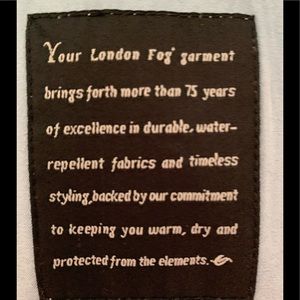 Your London Fog® garment
brings forth more than 75 years
of excellence in durable, water-
repellent fabrics and timeless
styling, backed by our commitment
to keeping you warm, dry and
protected from the elements.